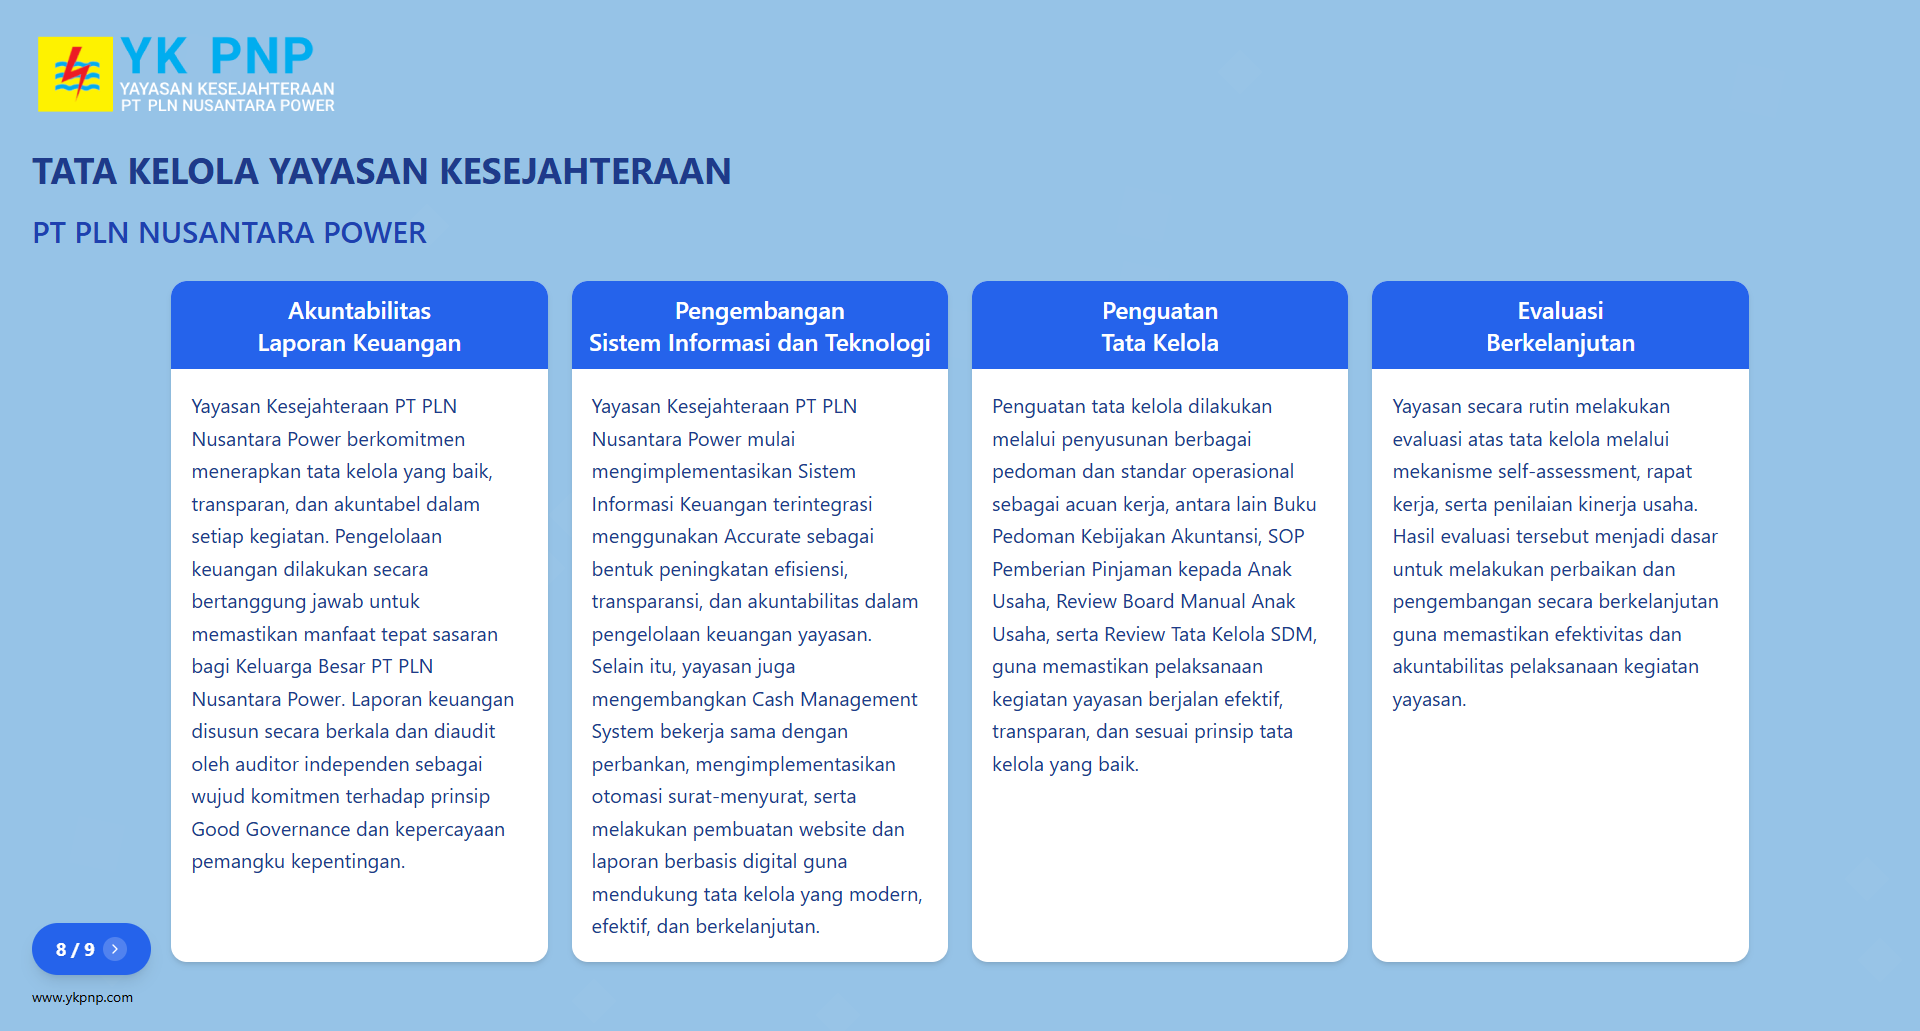 YK PNP
YAYASAN KESEJAHTERAAN
PT PLN NUSANTARA POWER
TATA KELOLA YAYASAN KESEJAHTERAAN
PT PLN NUSANTARA POWER
Akuntabilitas
Laporan Keuangan
Yayasan Kesejahteraan PT PLN
Nusantara Power berkomitmen
menerapkan tata kelola yang baik,
transparan, dan akuntabel dalam
setiap kegiatan. Pengelolaan
keuangan dilakukan secara
bertanggung jawab untuk
memastikan manfaat tepat sasaran
bagi Keluarga Besar PT PLN
Nusantara Power. Laporan keuangan
disusun secara berkala dan diaudit
oleh auditor independen sebagai
wujud komitmen terhadap prinsip
Good Governance dan kepercayaan
pemangku kepentingan.
Pengembangan
Sistem Informasi dan Teknologi
Yayasan Kesejahteraan PT PLN
Nusantara Power mulai
mengimplementasikan Sistem
Informasi Keuangan terintegrasi
menggunakan Accurate sebagai
bentuk peningkatan efisiensi,
transparansi, dan akuntabilitas dalam
pengelolaan keuangan yayasan.
Selain itu, yayasan juga
mengembangkan Cash Management
System bekerja sama dengan
perbankan, mengimplementasikan
otomasi surat-menyurat, serta
melakukan pembuatan website dan
laporan berbasis digital guna
mendukung tata kelola yang modern,
efektif, dan berkelanjutan.
Penguatan
Tata Kelola
Penguatan tata kelola dilakukan
melalui penyusunan berbagai
pedoman dan standar operasional
sebagai acuan kerja, antara lain Buku
Pedoman Kebijakan Akuntansi, SOP
Pemberian Pinjaman kepada Anak
Usaha, Review Board Manual Anak
Usaha, serta Review Tata Kelola SDM,
guna memastikan pelaksanaan
kegiatan yayasan berjalan efektif,
transparan, dan sesuai prinsip tata
kelola yang baik.
Evaluasi
Berkelanjutan
Yayasan secara rutin melakukan
evaluasi atas tata kelola melalui
mekanisme self-assessment, rapat
kerja, serta penilaian kinerja usaha.
Hasil evaluasi tersebut menjadi dasar
untuk melakukan perbaikan dan
pengembangan secara berkelanjutan
guna memastikan efektivitas dan
akuntabilitas pelaksanaan kegiatan
yayasan.
8 / 9
www.ykpnp.com